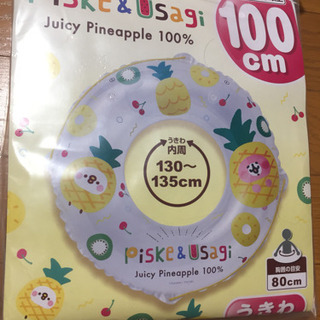 Piske & Usagi
Juicy Pineapple 100%
100
cm
うきわ
内周
130〜
135cm
Piske & Usagi
Juicy Pineapple 100%
胸囲の目安
80cm
うきわ